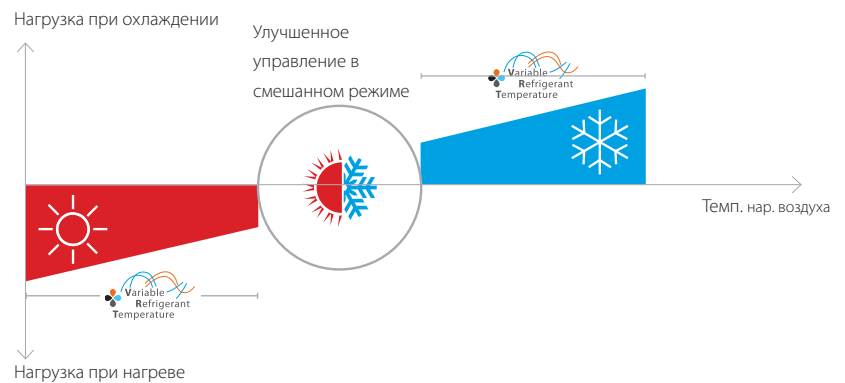 Нагрузка при охлаждении
Улучшенное
управление в
смешанном режиме
Variable
Refrigerant
Temperature
Темп. нар. воздуха
Variable
Refrigerant
Temperature
Нагрузка при нагреве